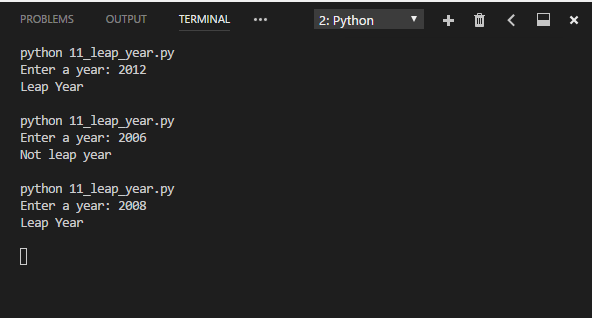 PROBLEMS OUTPUT TERMINAL ••• 2: Python
python 11_leap_year.py
Enter a year: 2012
Leap Year
python 11_leap_year.py
Enter a year: 2006
Not leap year
python 11_leap_year.py
Enter a year: 2008
Leap Year